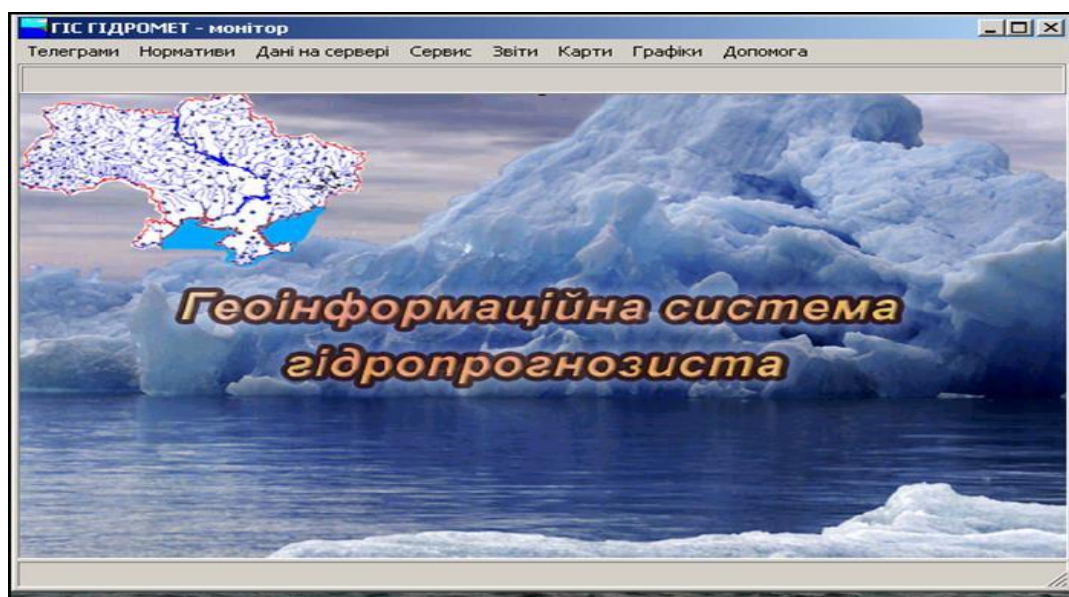 ГІС ГІДРОМЕТ - монітор
Телеграми Нормативи Дані на сервері Сервис Звіти Карти Графіки Допомога
Геоінформаційна система
гідропрогнозиста